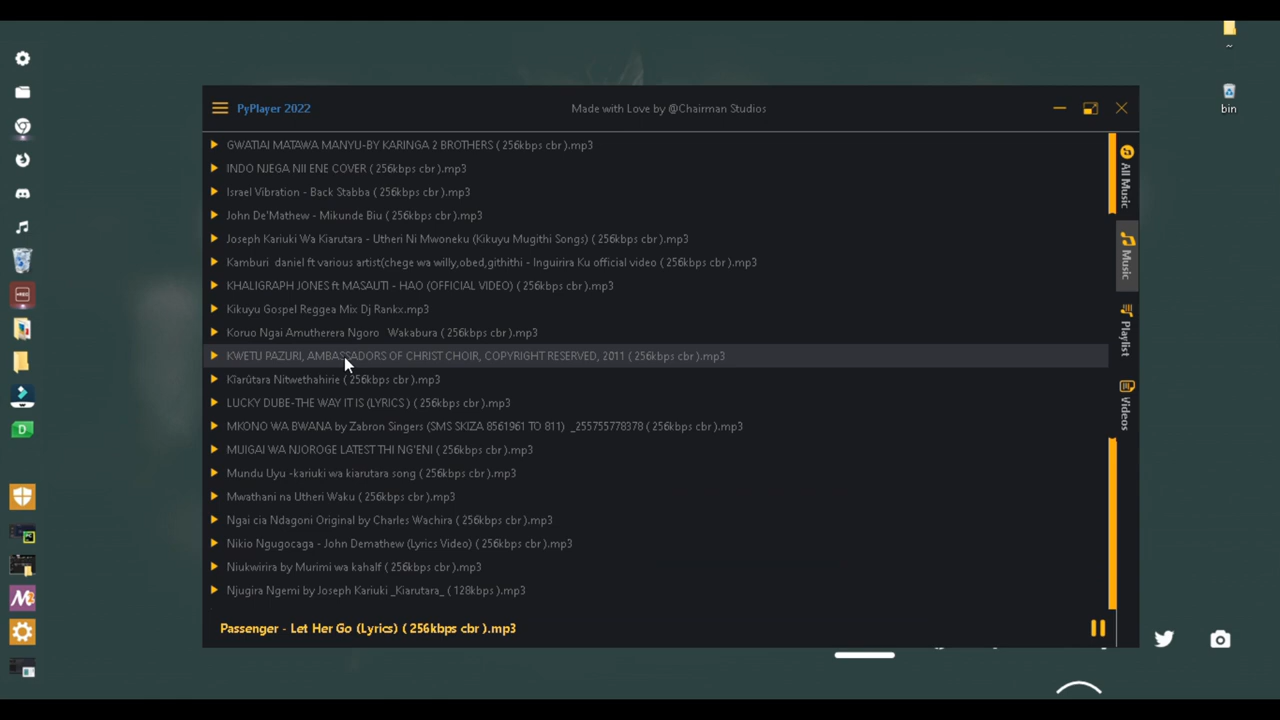 ~
bin
PyPlayer 2022
Made with Love by @Chairman Studios
GWATIAI MATAWA MANYU-BY KARINGA 2 BROTHERS ( 256kbps cbr ).mp3
INDO NJEGA NII ENE COVER ( 256kbps cbr ).mp3
Israel Vibration - Back Stabba ( 256kbps cbr ).mp3
John De'Mathew - Mikunde Biu ( 256kbps cbr ).mp3
Joseph Kariuki Wa Kiarutara - Utheri Ni Mwoneku (Kikuyu Mugithi Songs) ( 256kbps cbr ).mp3
Kamburi  daniel ft various artist(chege wa willy,obed,githithi - Inguirira Ku official video ( 256kbps cbr ).mp3
KHALIGRAPH JONES ft MASAUTI - HAO (OFFICIAL VIDEO) ( 256kbps cbr ).mp3
Kikuyu Gospel Reggea Mix Dj Rankx.mp3
Koruo Ngai Amutherera Ngoro   Wakabura ( 256kbps cbr ).mp3
KWETU PAZURI, AMBASSADORS OF CHRIST CHOIR, COPYRIGHT RESERVED, 2011 ( 256kbps cbr ).mp3
Kĩarûtara Nitwethahirie ( 256kbps cbr ).mp3
LUCKY DUBE-THE WAY IT IS (LYRICS ) ( 256kbps cbr ).mp3
MKONO WA BWANA by Zabron Singers (SMS SKIZA 8561961 TO 811)  _255755778378 ( 256kbps cbr ).mp3
MUIGAI WA NJOROGE LATEST THI NG'ENI ( 256kbps cbr ).mp3
Mundu Uyu -kariuki wa kiarutara song ( 256kbps cbr ).mp3
Mwathani na Utheri Waku ( 256kbps cbr ).mp3
Ngai cia Ndagoni Original by Charles Wachira ( 256kbps cbr ).mp3
Nikio Ngugocaga - John Demathew (Lyrics Video) ( 256kbps cbr ).mp3
Niukwirira by Murimi wa kahalf ( 256kbps cbr ).mp3
Njugira Ngemi by Joseph Kariuki _Kiarutara_ ( 128kbps ).mp3
Passenger - Let Her Go (Lyrics) ( 256kbps cbr ).mp3
All Music
Music
Playlist
Videos